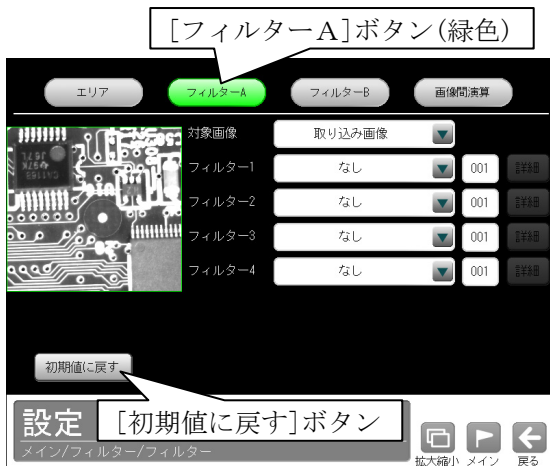 [フィルターA]ボタン(緑色)
エリア
フィルターA
フィルターB
画像間演算
対象画像 取り込み画像
フィルター1 なし 001 詳細
フィルター2 なし 001 詳細
フィルター3 なし 001 詳細
フィルター4 なし 001 詳細
初期値に戻す
[初期値に戻す]ボタン
設定
メイン/フィルター/フィルター
拡大縮小 メイン 戻る